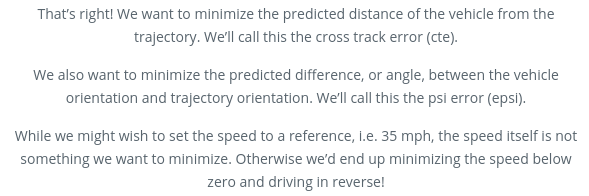 That's right! We want to minimize the predicted distance of the vehicle from the
trajectory. We'll call this the cross track error (cte).
We also want to minimize the predicted difference, or angle, between the vehicle
orientation and trajectory orientation. We'll call this the psi error (epsi).
While we might wish to set the speed to a reference, i.e. 35 mph, the speed itself is not
something we want to minimize. Otherwise we'd end up minimizing the speed below
zero and driving in reverse!